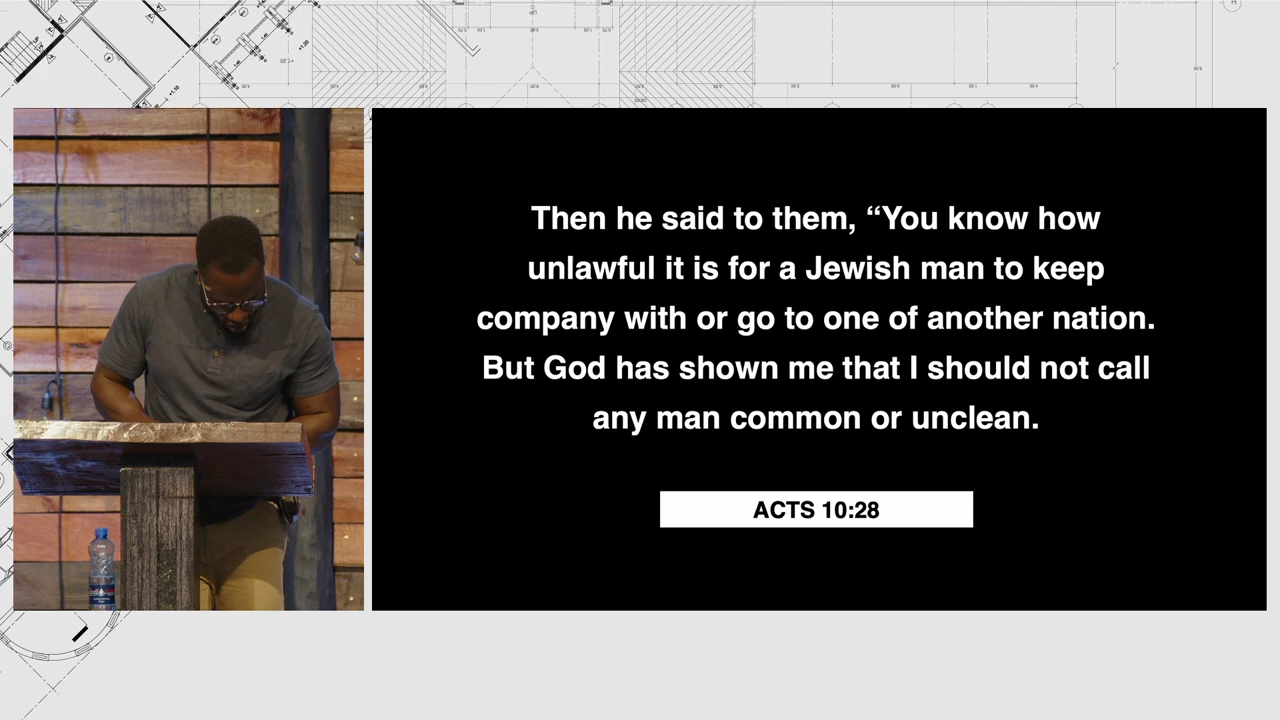 Then he said to them, “You know how
unlawful it is for a Jewish man to keep
company with or go to one of another nation.
But God has shown me that I should not call
any man common or unclean.
ACTS 10:28